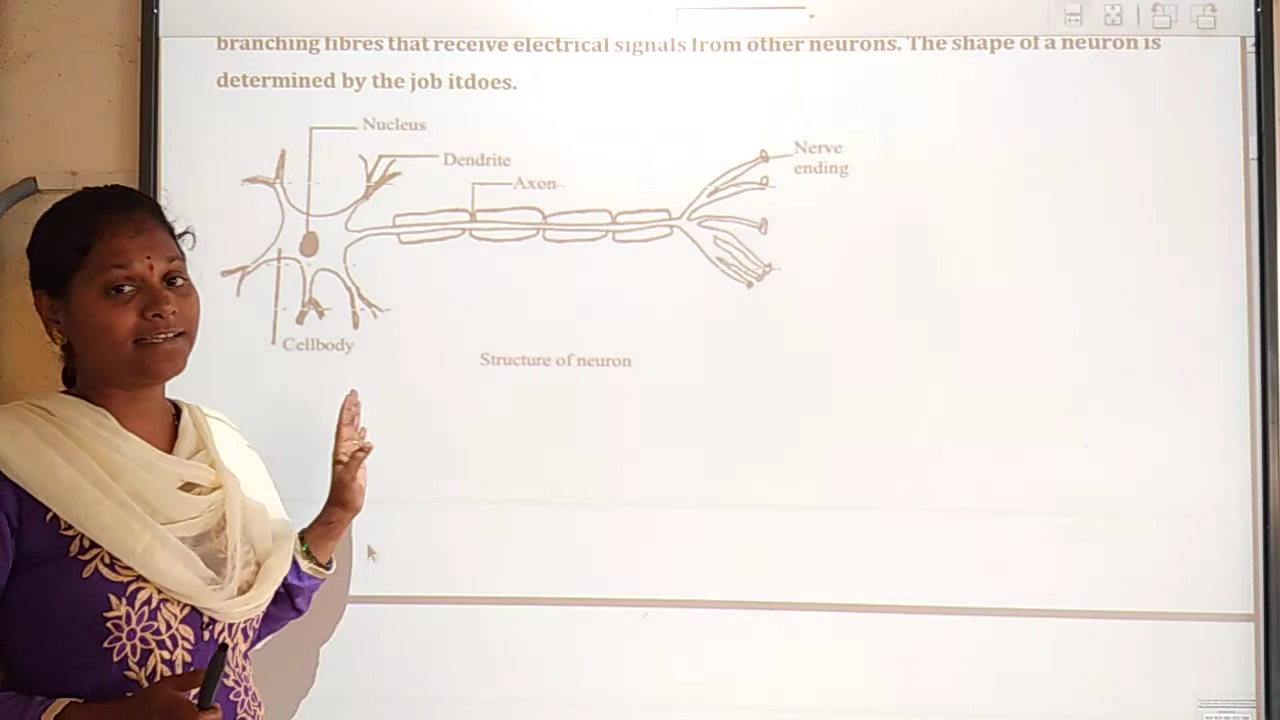 branching fibres that receive electrical signals from other neurons. The shape of a neuron is
determined by the job itdoes.
Nucleus
Dendrite
Axon
Nerve
ending
Cellbody
Structure of neuron